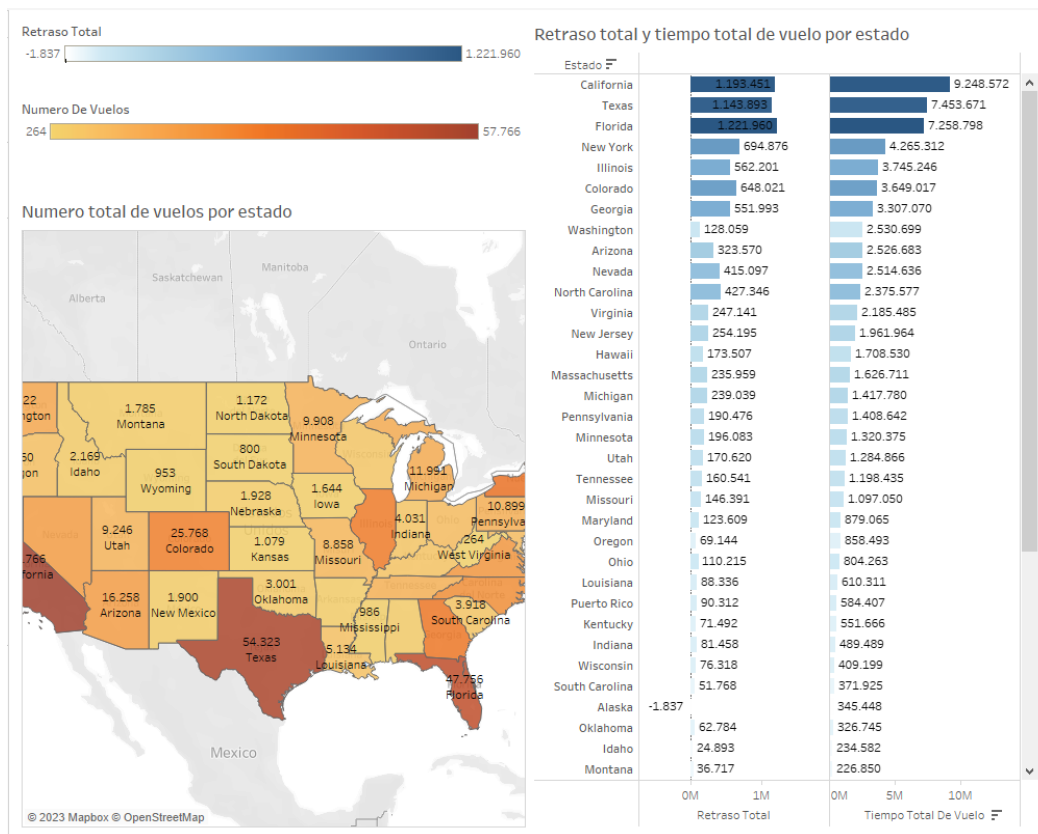 Retraso Total
-1.837
1.221.960
Numero De Vuelos
264
57.766
Numero total de vuelos por estado
Manitoba
Saskatchewan
Alberta
Ontario
22
ngton
1.785
Montana
1.172
North Dakota
9.908
Minnesota
Wisconsin
50
gon
2.169
Idaho
800
South Dakota
11.991
Michigan
953
Wyoming
1.928
Nebraska
1.644
Iowa
10.899
Pennsylva
Nevada
9.246
Utah
25.768
Colorado
1.079
Kansas
8.858
Missouri
Illinois
4.031
Indiana
Ohio
264
West Virginia
.766
fornia
16.258
Arizona
1.900
New Mexico
3.001
Oklahoma
Tennessee
986
Mississippi
3.918
South Carolina
Georgia
54.323
Texas
5.134
Louisiana
47.756
Florida
Mexico
© 2023 Mapbox © OpenStreetMap
Retraso total y tiempo total de vuelo por estado
Estado
California 1.193.451 9.248.572
Texas 1.143.893 7.453.671
Florida 1.221.960 7.258.798
New York 694.876 4.265.312
Illinois 562.201 3.745.246
Colorado 648.021 3.649.017
Georgia 551.993 3.307.070
Washington 128.059 2.530.699
Arizona 323.570 2.526.683
Nevada 415.097 2.514.636
North Carolina 427.346 2.375.577
Virginia 247.141 2.185.485
New Jersey 254.195 1.961.964
Hawaii 173.507 1.708.530
Massachusetts 235.959 1.626.711
Michigan 239.039 1.417.780
Pennsylvania 190.476 1.408.642
Minnesota 196.083 1.320.375
Utah 170.620 1.284.866
Tennessee 160.541 1.198.435
Missouri 146.391 1.097.050
Maryland 123.609 879.065
Oregon 69.144 858.493
Ohio 110.215 804.263
Louisiana 88.336 610.311
Puerto Rico 90.312 584.407
Kentucky 71.492 551.666
Indiana 81.458 489.489
Wisconsin 76.318 409.199
South Carolina 51.768 371.925
Alaska -1.837 345.448
Oklahoma 62.784 326.745
Idaho 24.893 234.582
Montana 36.717 226.850
0M 1M 0M 5M 10M
Retraso Total Tiempo Total De Vuelo